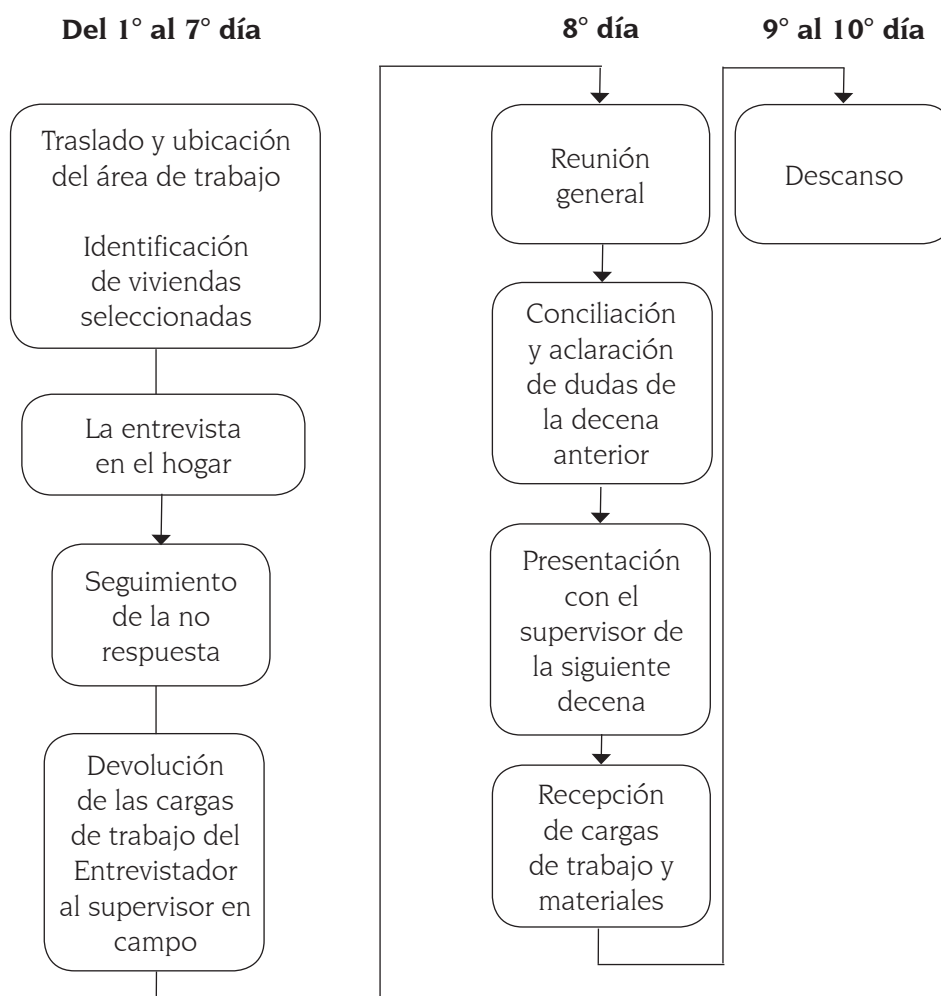 Del 1° al 7° día
Traslado y ubicación
del área de trabajo
Identificación
de viviendas
seleccionadas
La entrevista
en el hogar
Seguimiento
de la no
respuesta
Devolución
de las cargas
de trabajo del
Entrevistador
al supervisor en
campo
8° día
Reunión
general
Conciliación
y aclaración
de dudas de
la decena
anterior
Presentación
con el
supervisor de
la siguiente
decena
Recepción
de cargas
de trabajo y
materiales
9° al 10° día
Descanso